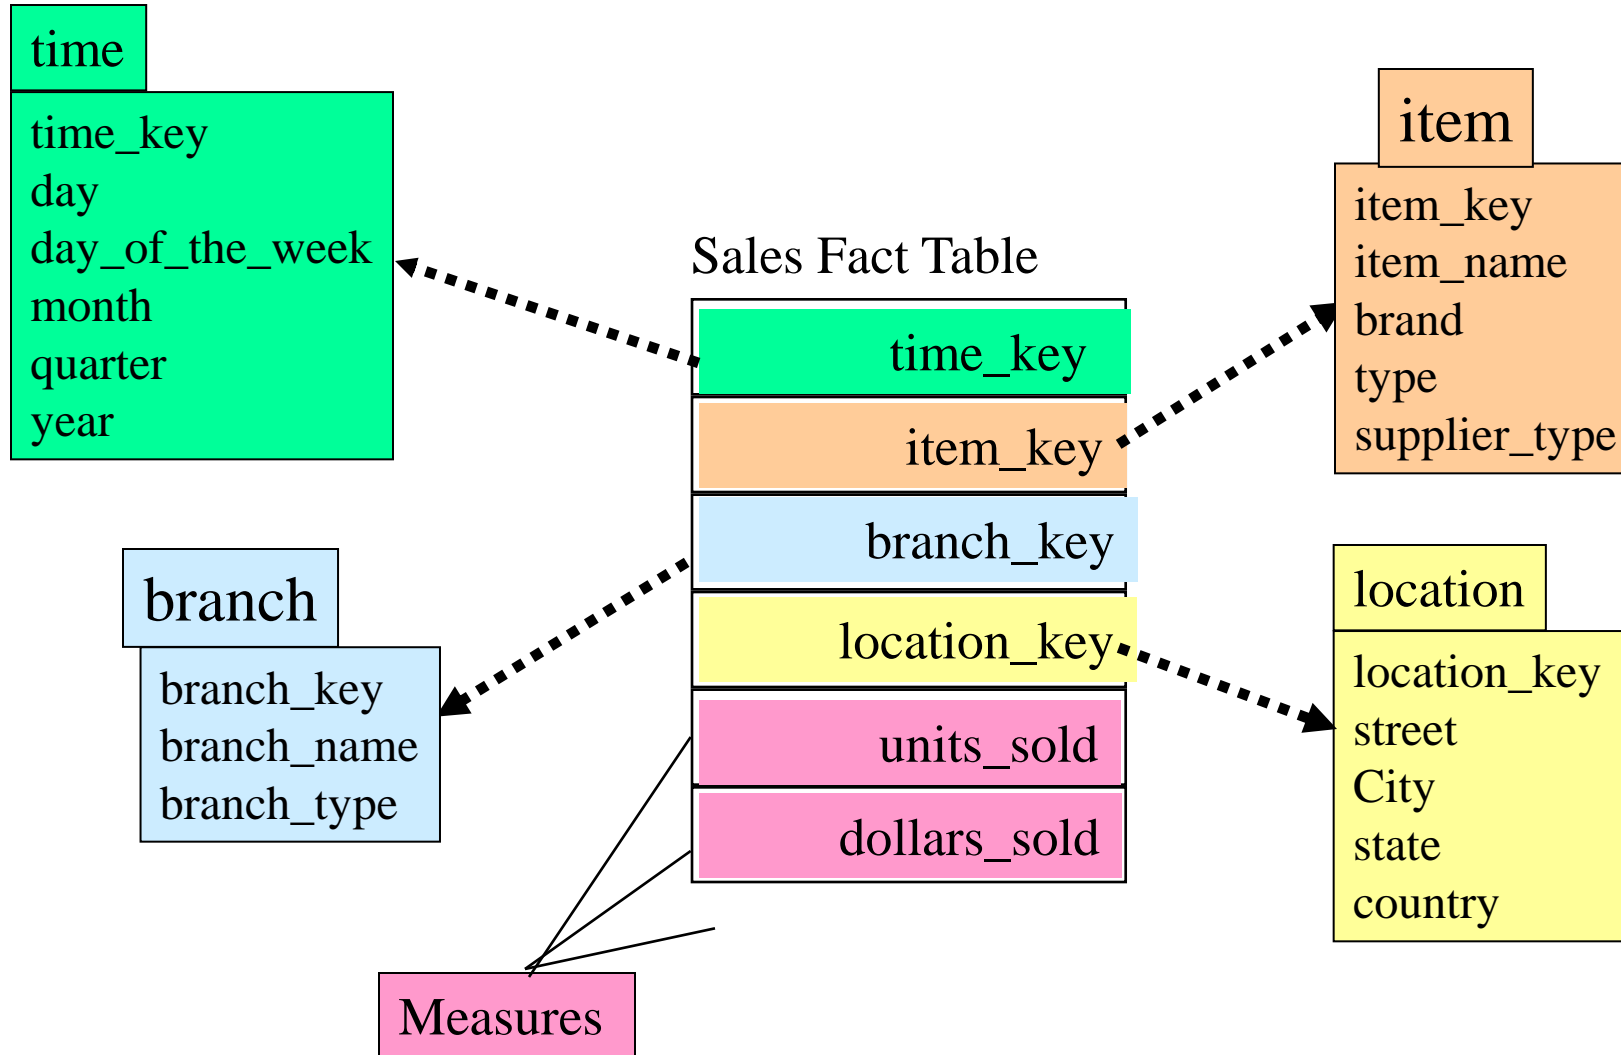 time
time_key
day
day_of_the_week
month
quarter
year
item
item_key
item_name
brand
type
supplier_type
Sales Fact Table
time_key
item_key
branch_key
location_key
units_sold
dollars_sold
branch
branch_key
branch_name
branch_type
location
location_key
street
City
state
country
Measures